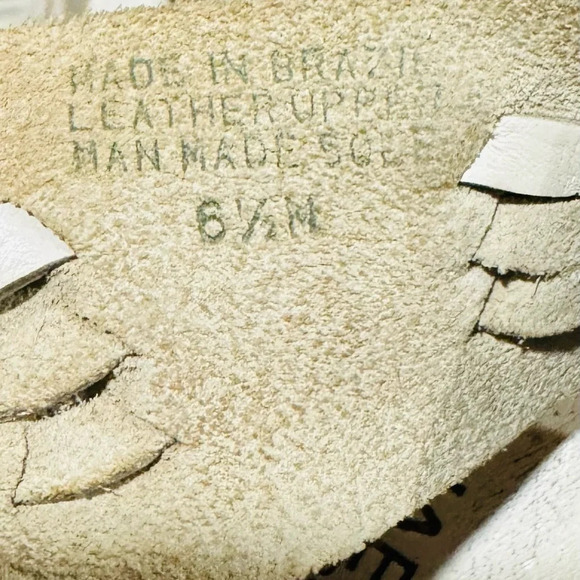 MADE IN BRAZIL
LEATHER UPPER
MAN MADE SOLE
6½M